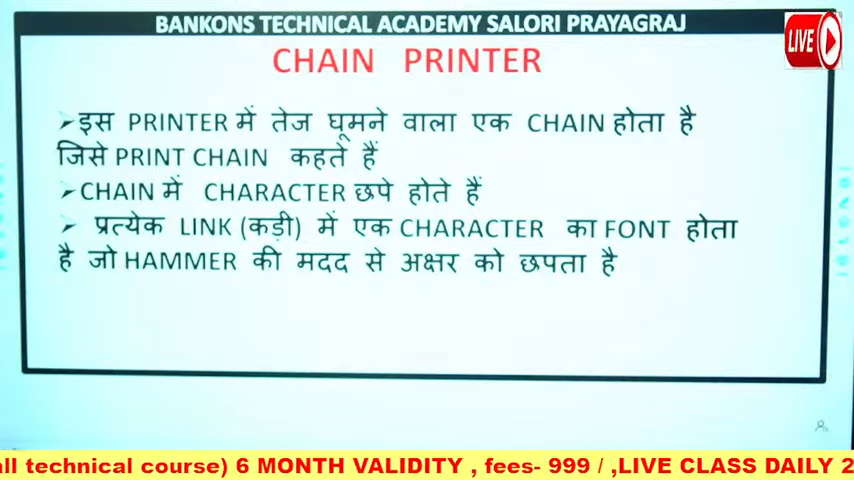 BANKONS TECHNICAL ACADEMY SALORI PRAYAGRAJ
LIVE
CHAIN PRINTER
➢इस PRINTER में तेज घूमने वाला एक CHAIN होता है
जिसे PRINT CHAIN कहते हैं
➢CHAIN में CHARACTER छपे होते हैं
➢ प्रत्येक LINK (कड़ी) में एक CHARACTER का FONT होता
है जो HAMMER की मदद से अक्षर को छपता है
all technical course) 6 MONTH VALIDITY , fees- 999 / ,LIVE CLASS DAILY 2